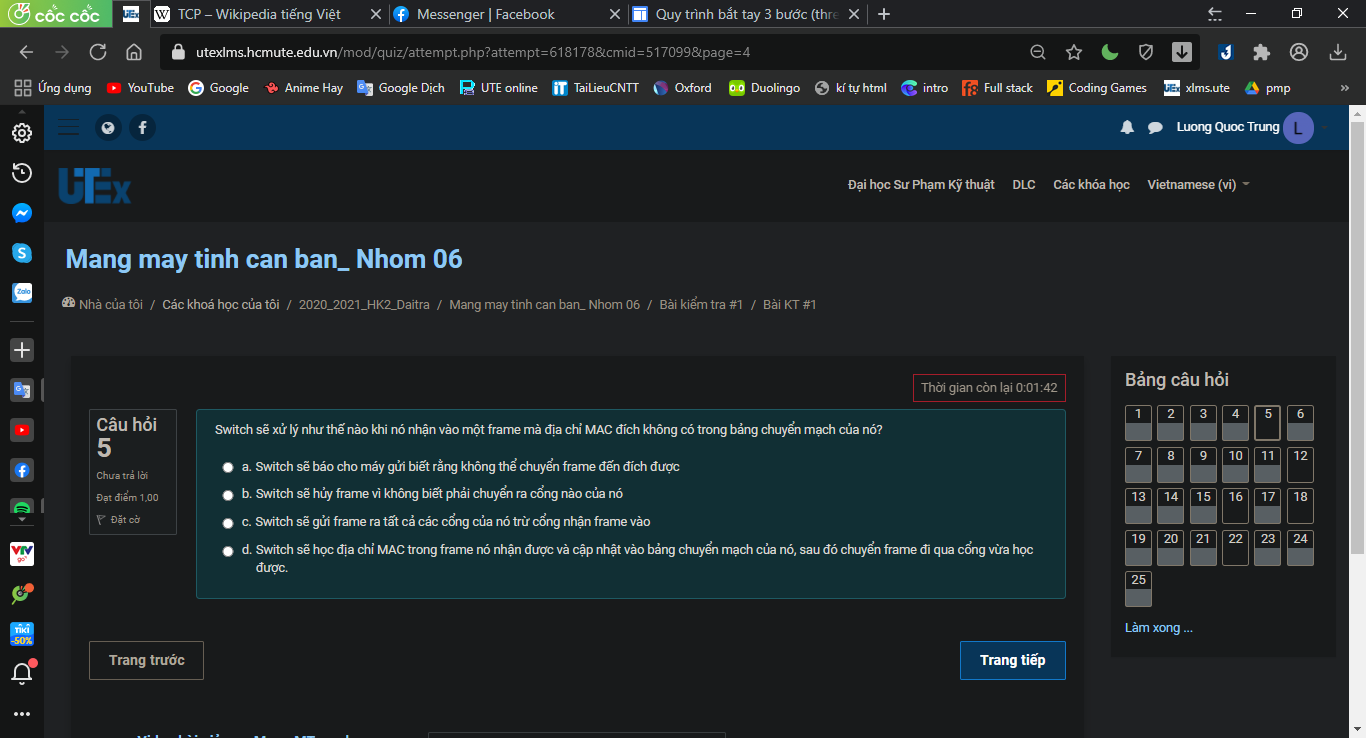 cốc cốc
UTEx
W TCP – Wikipedia tiếng Việt
Messenger | Facebook
Quy trình bắt tay 3 bước (thre
utexlms.hcmute.edu.vn/mod/quiz/attempt.php?attempt=618178&cmid=517099&page=4
Ứng dụng YouTube Google Anime Hay Google Dịch UTE online TaiLieuCNTT Oxford Duolingo kí tự html intro Full stack Coding Games xlms.ute pmp »
Luong Quoc Trung L
UTEx
Đại học Sư Phạm Kỹ thuật DLC Các khóa học Vietnamese (vi)
Mang may tinh can ban_ Nhom 06
Nhà của tôi / Các khoá học của tôi / 2020_2021_HK2_Daitra / Mang may tinh can ban_ Nhom 06 / Bài kiểm tra #1 / Bài KT #1
Thời gian còn lại 0:01:42
Câu hỏi
5
Chưa trả lời
Đạt điểm 1,00
Đặt cờ
Switch sẽ xử lý như thế nào khi nó nhận vào một frame mà địa chỉ MAC đích không có trong bảng chuyển mạch của nó?
a. Switch sẽ báo cho máy gửi biết rằng không thể chuyển frame đến đích được
b. Switch sẽ hủy frame vì không biết phải chuyển ra cổng nào của nó
c. Switch sẽ gửi frame ra tất cả các cổng của nó trừ cổng nhận frame vào
d. Switch sẽ học địa chỉ MAC trong frame nó nhận được và cập nhật vào bảng chuyển mạch của nó, sau đó chuyển frame đi qua cổng vừa học
được.
Trang trước
Trang tiếp
Bảng câu hỏi
1 2 3 4 5 6
7 8 9 10 11 12
13 14 15 16 17 18
19 20 21 22 23 24
25
Làm xong ...
Zalo
VTV
go
TIKI
-50%